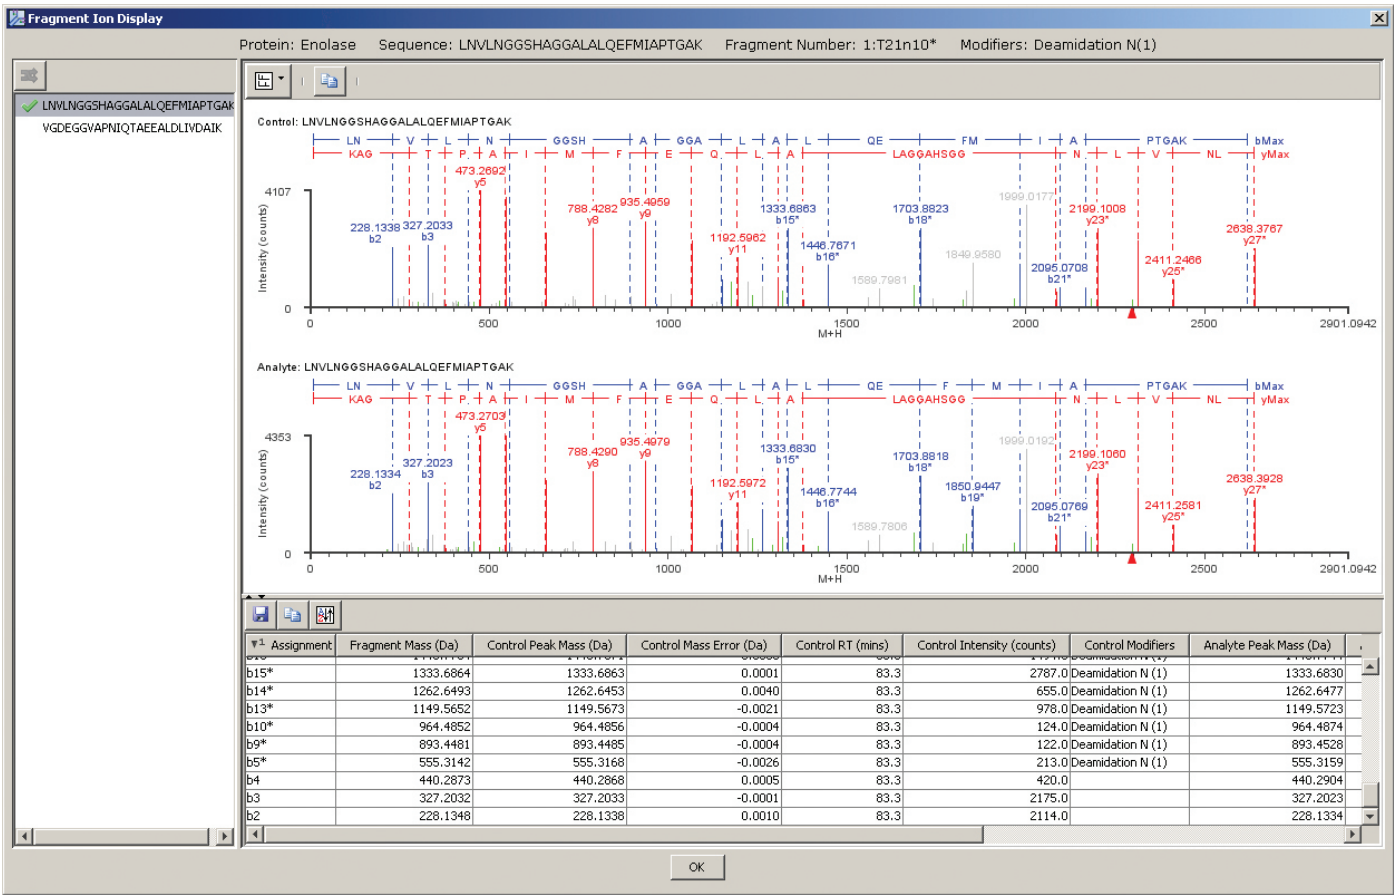 Fragment Ion Display
Protein: Enolase Sequence: LNVLNGGSHAGGALALQEFMIAPTGAK Fragment Number: 1:T21n10* Modifiers: Deamidation N(1)
LNVLNGGSHAGGALALQEFMIAPTGAK
VGDEGGVAPNIQTAEEALDLIVDAIK
Control: LNVLNGGSHAGGALALQEFMIAPTGAK
LN V L N GGSH A GGA L A L QE FM I A PTGAK bMax
KAG T P A I M F E Q L A LAGGAHSGG N L V NL yMax
4107
Intensity (counts)
0
228.1338
b2
327.2033
b3
473.2692
y5
788.4282
y8
935.4959
y9
1192.5962
y11
1333.6863
b15*
1446.7671
b16*
1589.7981
1703.8823
b18*
1849.9580
1999.0177
2095.0708
b21*
2199.1008
y23*
2411.2466
y25*
2638.3767
y27*
0 500 1000 1500 2000 2500 2901.0942
M+H
Analyte: LNVLNGGSHAGGALALQEFMIAPTGAK
LN V L N GGSH A GGA L A L QE F M I A PTGAK bMax
KAG T P A I M F E Q L A LAGGAHSGG N L V NL yMax
4353
Intensity (counts)
0
228.1334
b2
327.2023
b3
473.2703
y5
788.4290
y8
935.4979
y9
1192.5972
y11
1333.6830
b15*
1446.7744
b16*
1589.7806
1703.8818
b18*
1850.9447
b19*
1999.0192
2095.0769
b21*
2199.1060
y23*
2411.2581
y25*
2638.3928
y27*
0 500 1000 1500 2000 2500 2901.0942
M+H
1 Assignment Fragment Mass (Da) Control Peak Mass (Da) Control Mass Error (Da) Control RT (mins) Control Intensity (counts) Control Modifiers Analyte Peak Mass (Da)
b15* 1333.6864 1333.6863 0.0001 83.3 2787.0 Deamidation N (1) 1333.6830
b14* 1262.6493 1262.6453 0.0040 83.3 655.0 Deamidation N (1) 1262.6477
b13* 1149.5652 1149.5673 -0.0021 83.3 978.0 Deamidation N (1) 1149.5723
b10* 964.4852 964.4856 -0.0004 83.3 124.0 Deamidation N (1) 964.4874
b9* 893.4481 893.4485 -0.0004 83.3 122.0 Deamidation N (1) 893.4528
b5* 555.3142 555.3168 -0.0026 83.3 213.0 Deamidation N (1) 555.3159
b4 440.2873 440.2868 0.0005 83.3 420.0 440.2904
b3 327.2032 327.2033 -0.0001 83.3 2175.0 327.2023
b2 228.1348 228.1338 0.0010 83.3 2114.0 228.1334
OK